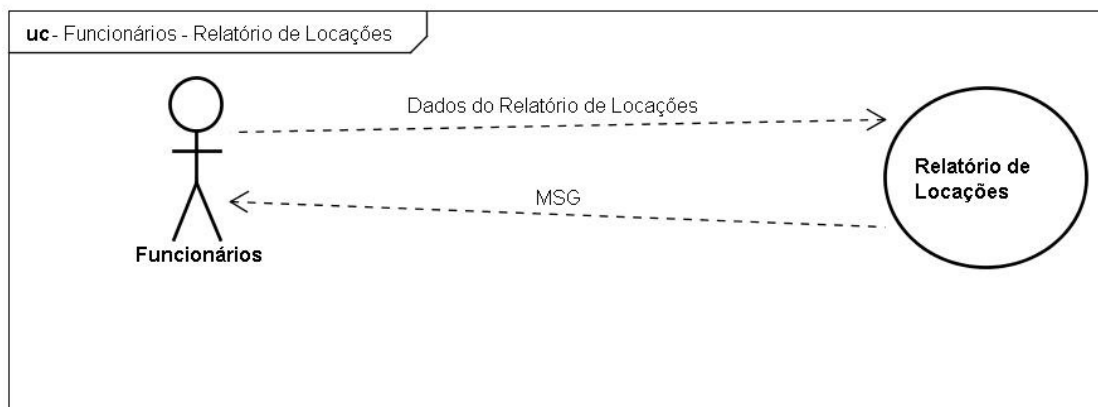 uc - Funcionários - Relatório de Locações
Dados do Relatório de Locações
Relatório de
Locações
MSG
Funcionários